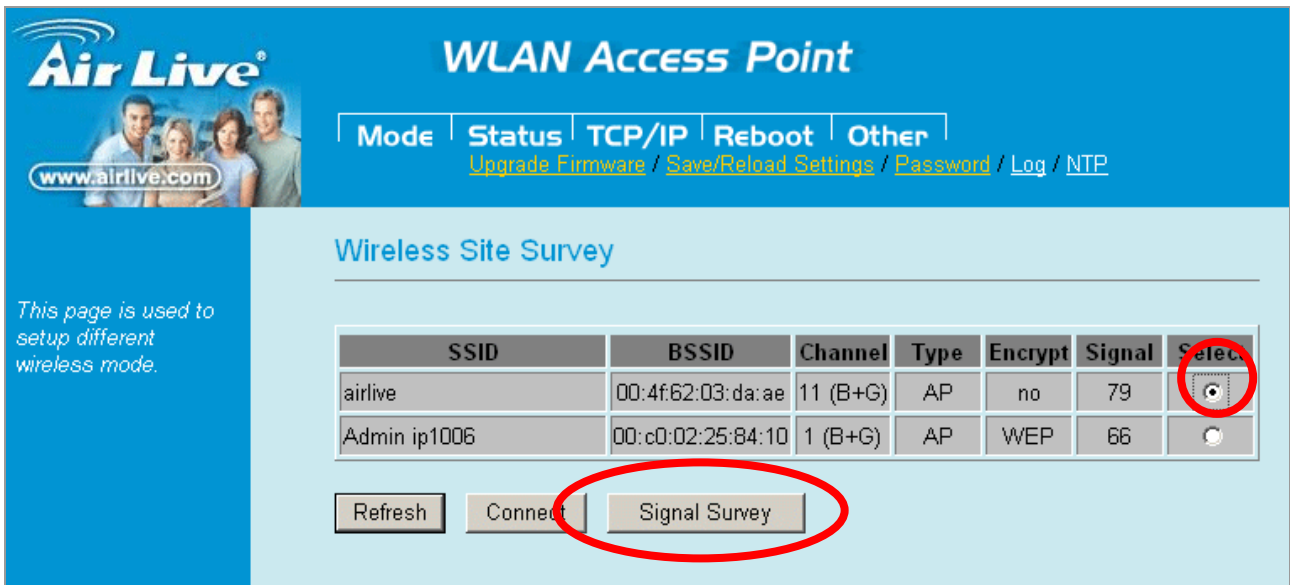 Air Live®
www.airlive.com
WLAN Access Point
Mode Status TCP/IP Reboot Other
Upgrade Firmware / Save/Reload Settings / Password / Log / NTP
This page is used to
setup different
wireless mode.
Wireless Site Survey
SSID BSSID Channel Type Encrypt Signal Select
airlive 00:4f:62:03:da:ae 11 (B+G) AP no 79
Admin ip1006 00:c0:02:25:84:10 1 (B+G) AP WEP 66
Refresh Connect Signal Survey